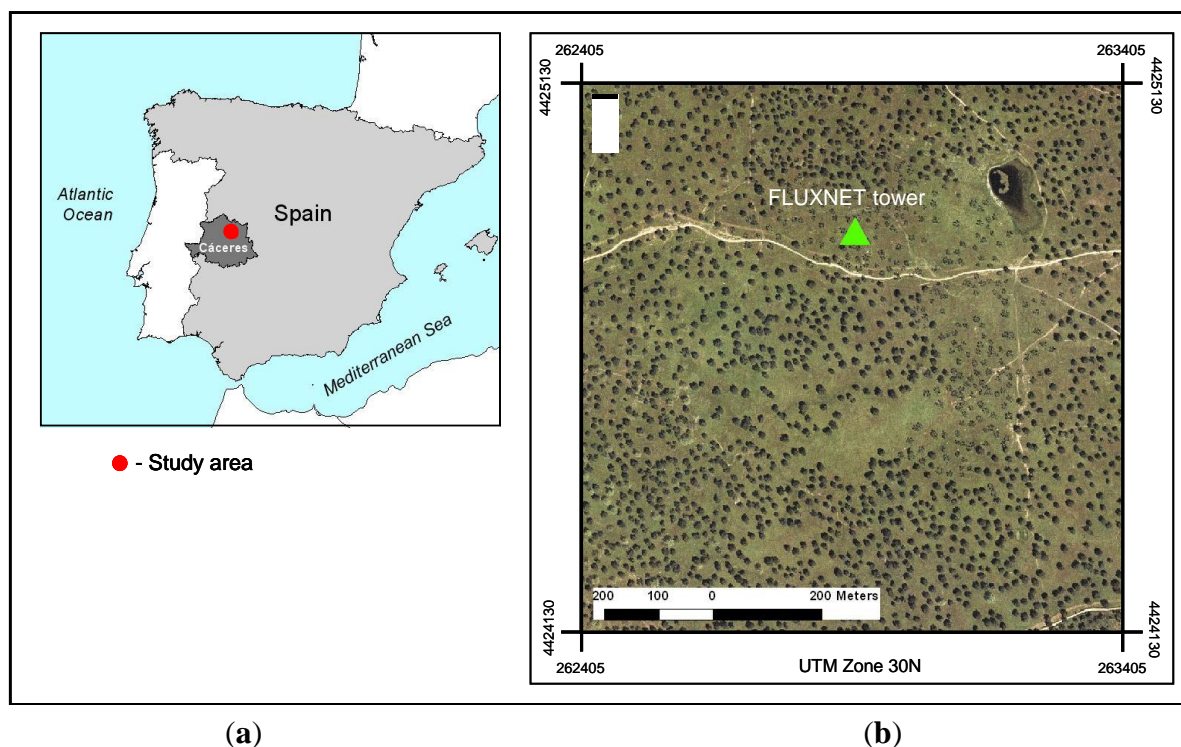 Atlantic
Ocean
Spain
Cáceres
Mediterranean Sea
- Study area
262405
263405
4425130
4425130
FLUXNET tower
200 100 0 200 Meters
4424130
4424130
262405
UTM Zone 30N
263405
(a)
(b)